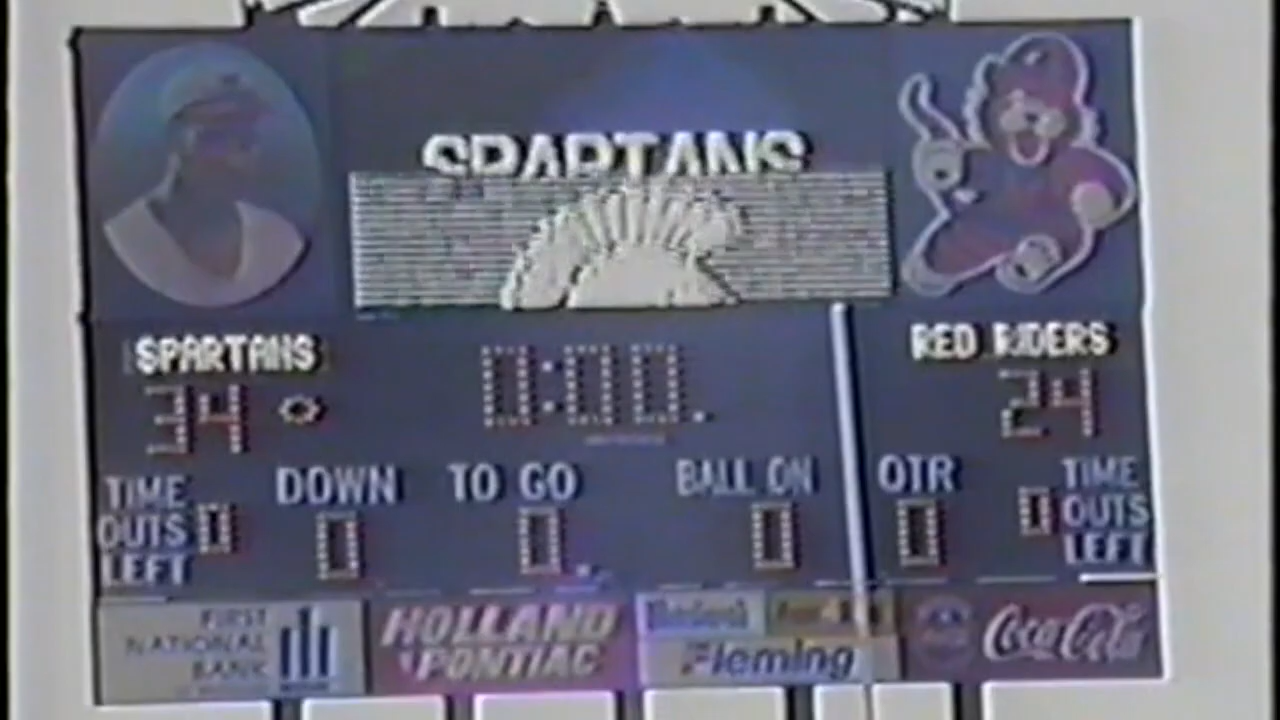 SPARTANS
SPARTANS
RED RIDERS
34
0:00.
24
TIME OUTS LEFT 0
DOWN 0
TO GO 0.
BALL ON 0
QTR 0
0 TIME OUTS LEFT
FIRST NATIONAL BANK
HOLLAND PONTIAC
Fleming
Coca-Cola